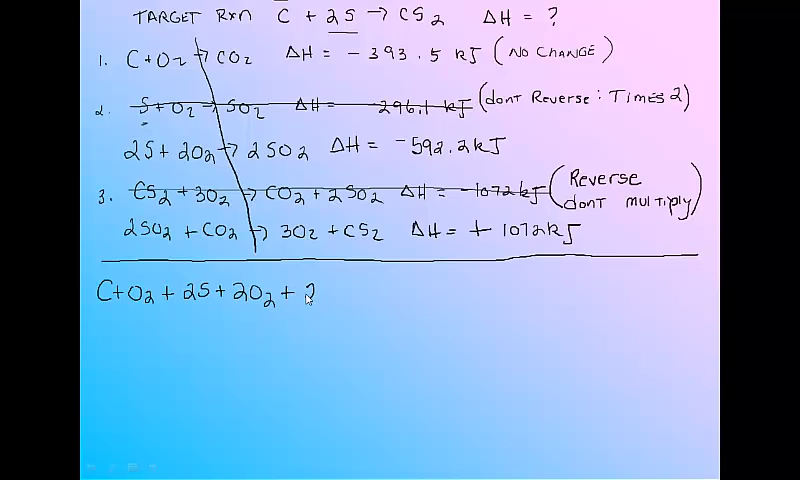 TARGET RXN C + 2S → CS2 ΔH = ?
1. C + O2 → CO2 ΔH = - 393.5 kJ (NO CHANGE)
2. S + O2 → SO2 ΔH = -296.1 kJ (dont Reverse: Times 2)
2S + 2O2 → 2SO2 ΔH = -592.2 kJ
3. CS2 + 3O2 → CO2 + 2SO2 ΔH = -1072 kJ (Reverse dont multiply)
2SO2 + CO2 → 3O2 + CS2 ΔH = + 1072 kJ
C + O2 + 2S + 2O2 + 2